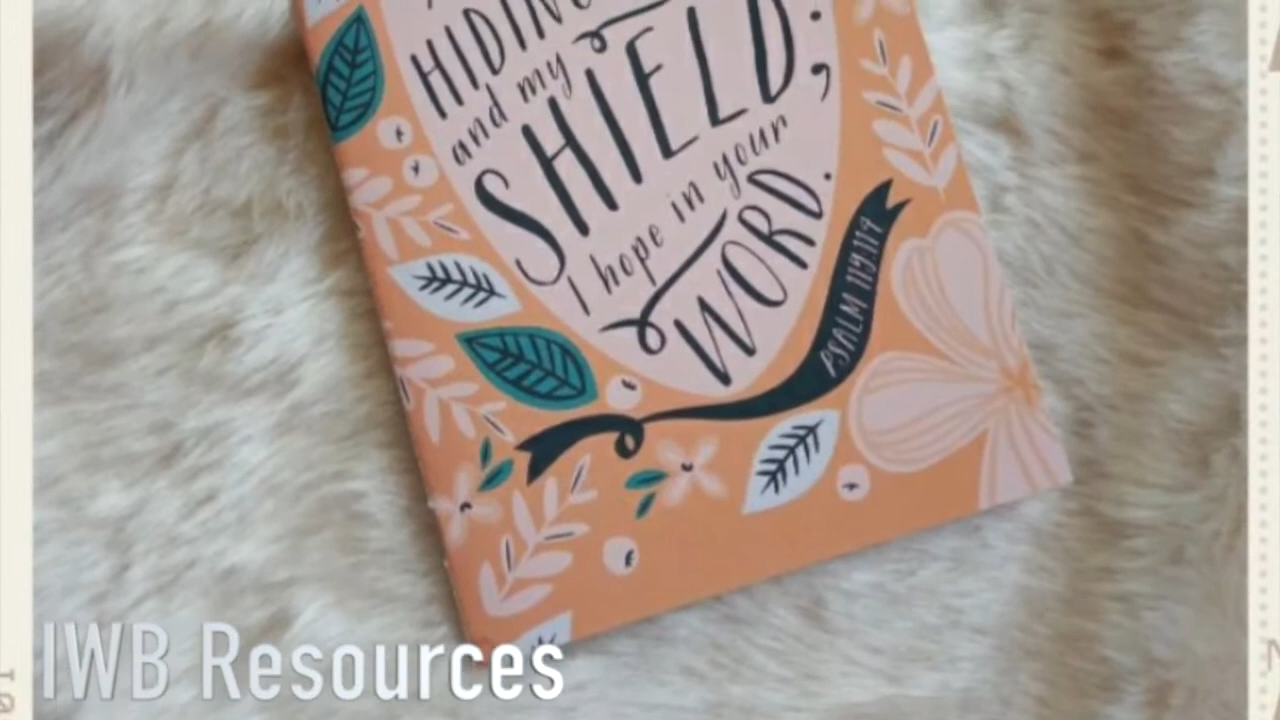 HIDING
and my
SHIELD;
I hope in your
WORD.
PSALM 119:114
IWB Resources